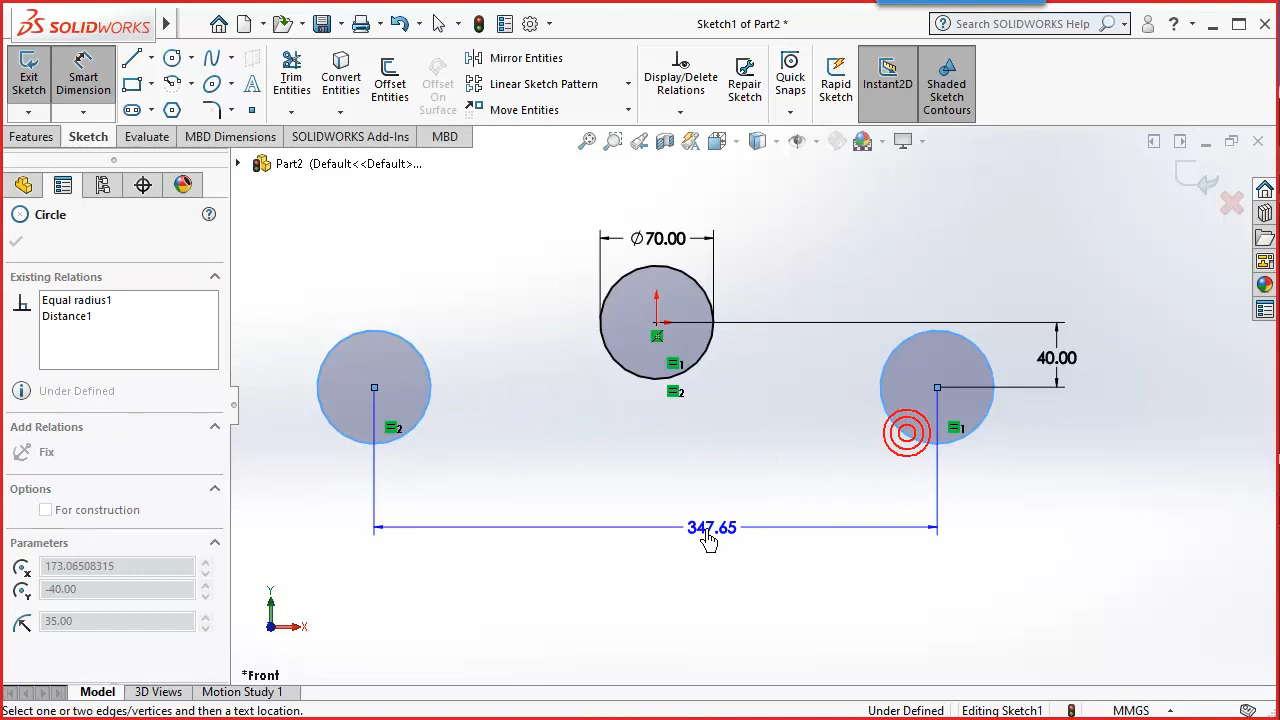 SOLIDWORKS
Sketch1 of Part2 *
Search SOLIDWORKS Help
?
Exit Sketch
Smart Dimension
Trim Entities
Convert Entities
Offset Entities
Offset On Surface
Mirror Entities
Linear Sketch Pattern
Move Entities
Display/Delete Relations
Repair Sketch
Quick Snaps
Rapid Sketch
Instant2D
Shaded Sketch Contours
Features
Sketch
Evaluate
MBD Dimensions
SOLIDWORKS Add-Ins
MBD
Part2 (Default<<Default>...
Circle
?
Existing Relations
Equal radius1
Distance1
Under Defined
Add Relations
Fix
Options
For construction
Parameters
173.06508315
-40.00
35.00
∅70.00
40.00
1
2
2
1
347.65
Y
X
*Front
Model
3D Views
Motion Study 1
Select one or two edges/vertices and then a text location.
Under Defined
Editing Sketch1
MMGS